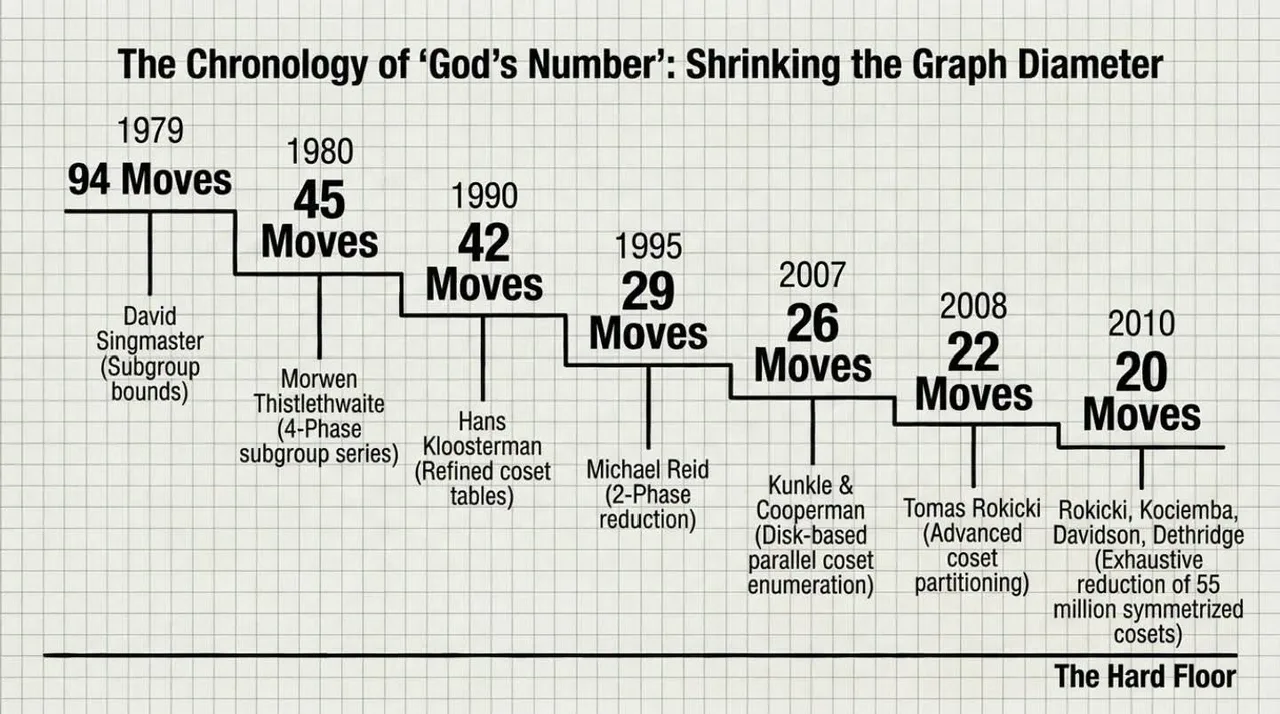 The Chronology of ‘God’s Number’: Shrinking the Graph Diameter
1979
94 Moves
David
Singmaster
(Subgroup
bounds)
1980
45
Moves
Morwen
Thistlethwaite
(4-Phase
subgroup series)
1990
42
Moves
Hans
Kloosterman
(Refined coset
tables)
1995
29
Moves
Michael Reid
(2-Phase
reduction)
2007
26
Moves
Kunkle &
Cooperman
(Disk-based
parallel coset
enumeration)
2008
22
Moves
Tomas Rokicki
(Advanced
coset
partitioning)
2010
20
Moves
Rokicki, Kociemba,
Davidson, Dethridge
(Exhaustive
reduction of 55
million symmetrized
cosets)
The Hard Floor